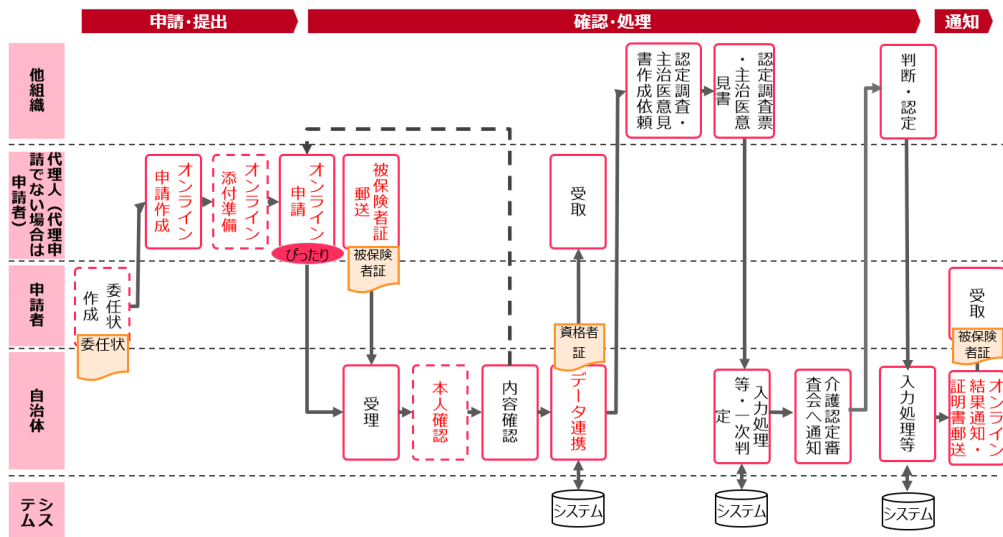 申請・提出
確認・処理
通知
他組織
認定調査・
主治医意見
書作成依頼
認定調査票
・主治医意
見書
判断・認定
代理人（代理申
請でない場合は
申請者）
オンライン
申請作成
オンライン
添付準備
オンライン
申請
ぴったり
被保険者証
郵送
被保険
者証
受取
申請者
委任状
作成
委任状
資格者
証
受取
被保険
者証
自治体
受理
本人確認
内容確認
データ連携
入力処理
等・一次判
定
介護認定審
査会へ通知
入力処理等
オンライン
結果通知・
証明書郵送
シス
テム
システム
システム
システム